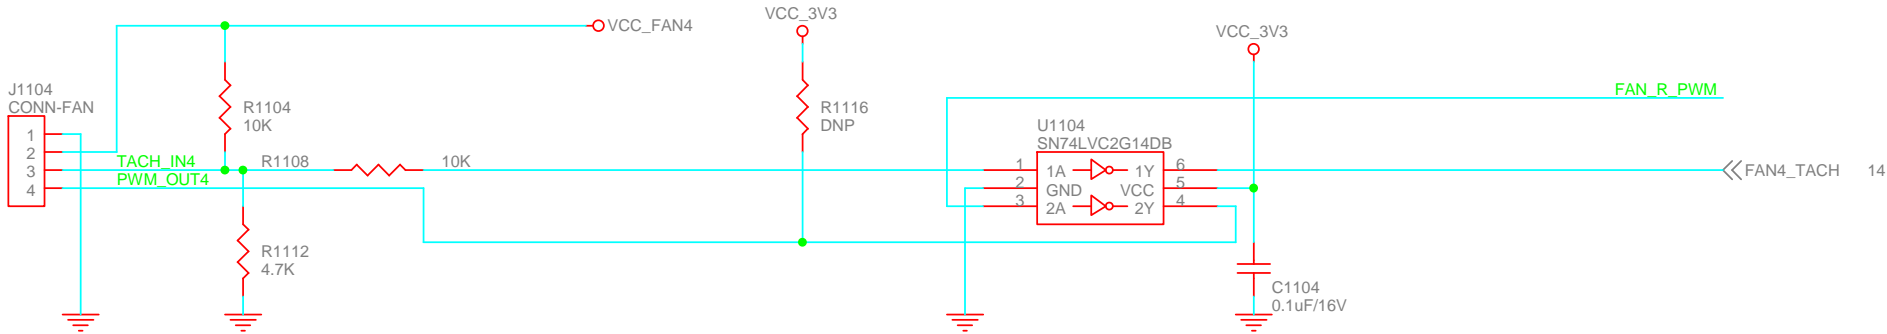 VCC_FAN4
VCC_3V3
VCC_3V3
J1104
CONN-FAN
1
2
3
4
R1104
10K
R1116
DNP
FAN_R_PWM
TACH_IN4
PWM_OUT4
R1108
10K
R1112
4.7K
U1104
SN74LVC2G14DB
1
2
3
1A
GND
2A
1Y
VCC
2Y
6
5
4
FAN4_TACH
14
C1104
0.1uF/16V